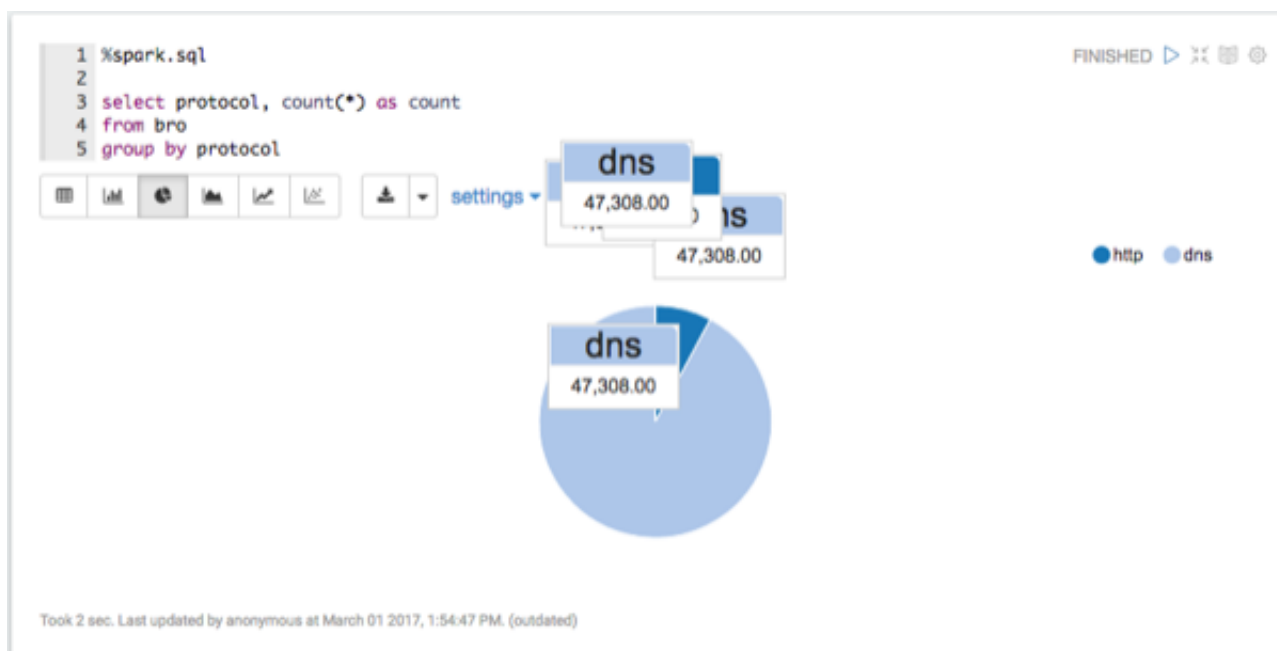 1 %spark.sql
2
3 select protocol, count(*) as count
4 from bro
5 group by protocol
FINISHED
settings
dns
47,308.00
47,308.00
http dns
dns
47,308.00
Took 2 sec. Last updated by anonymous at March 01 2017, 1:54:47 PM. (outdated)